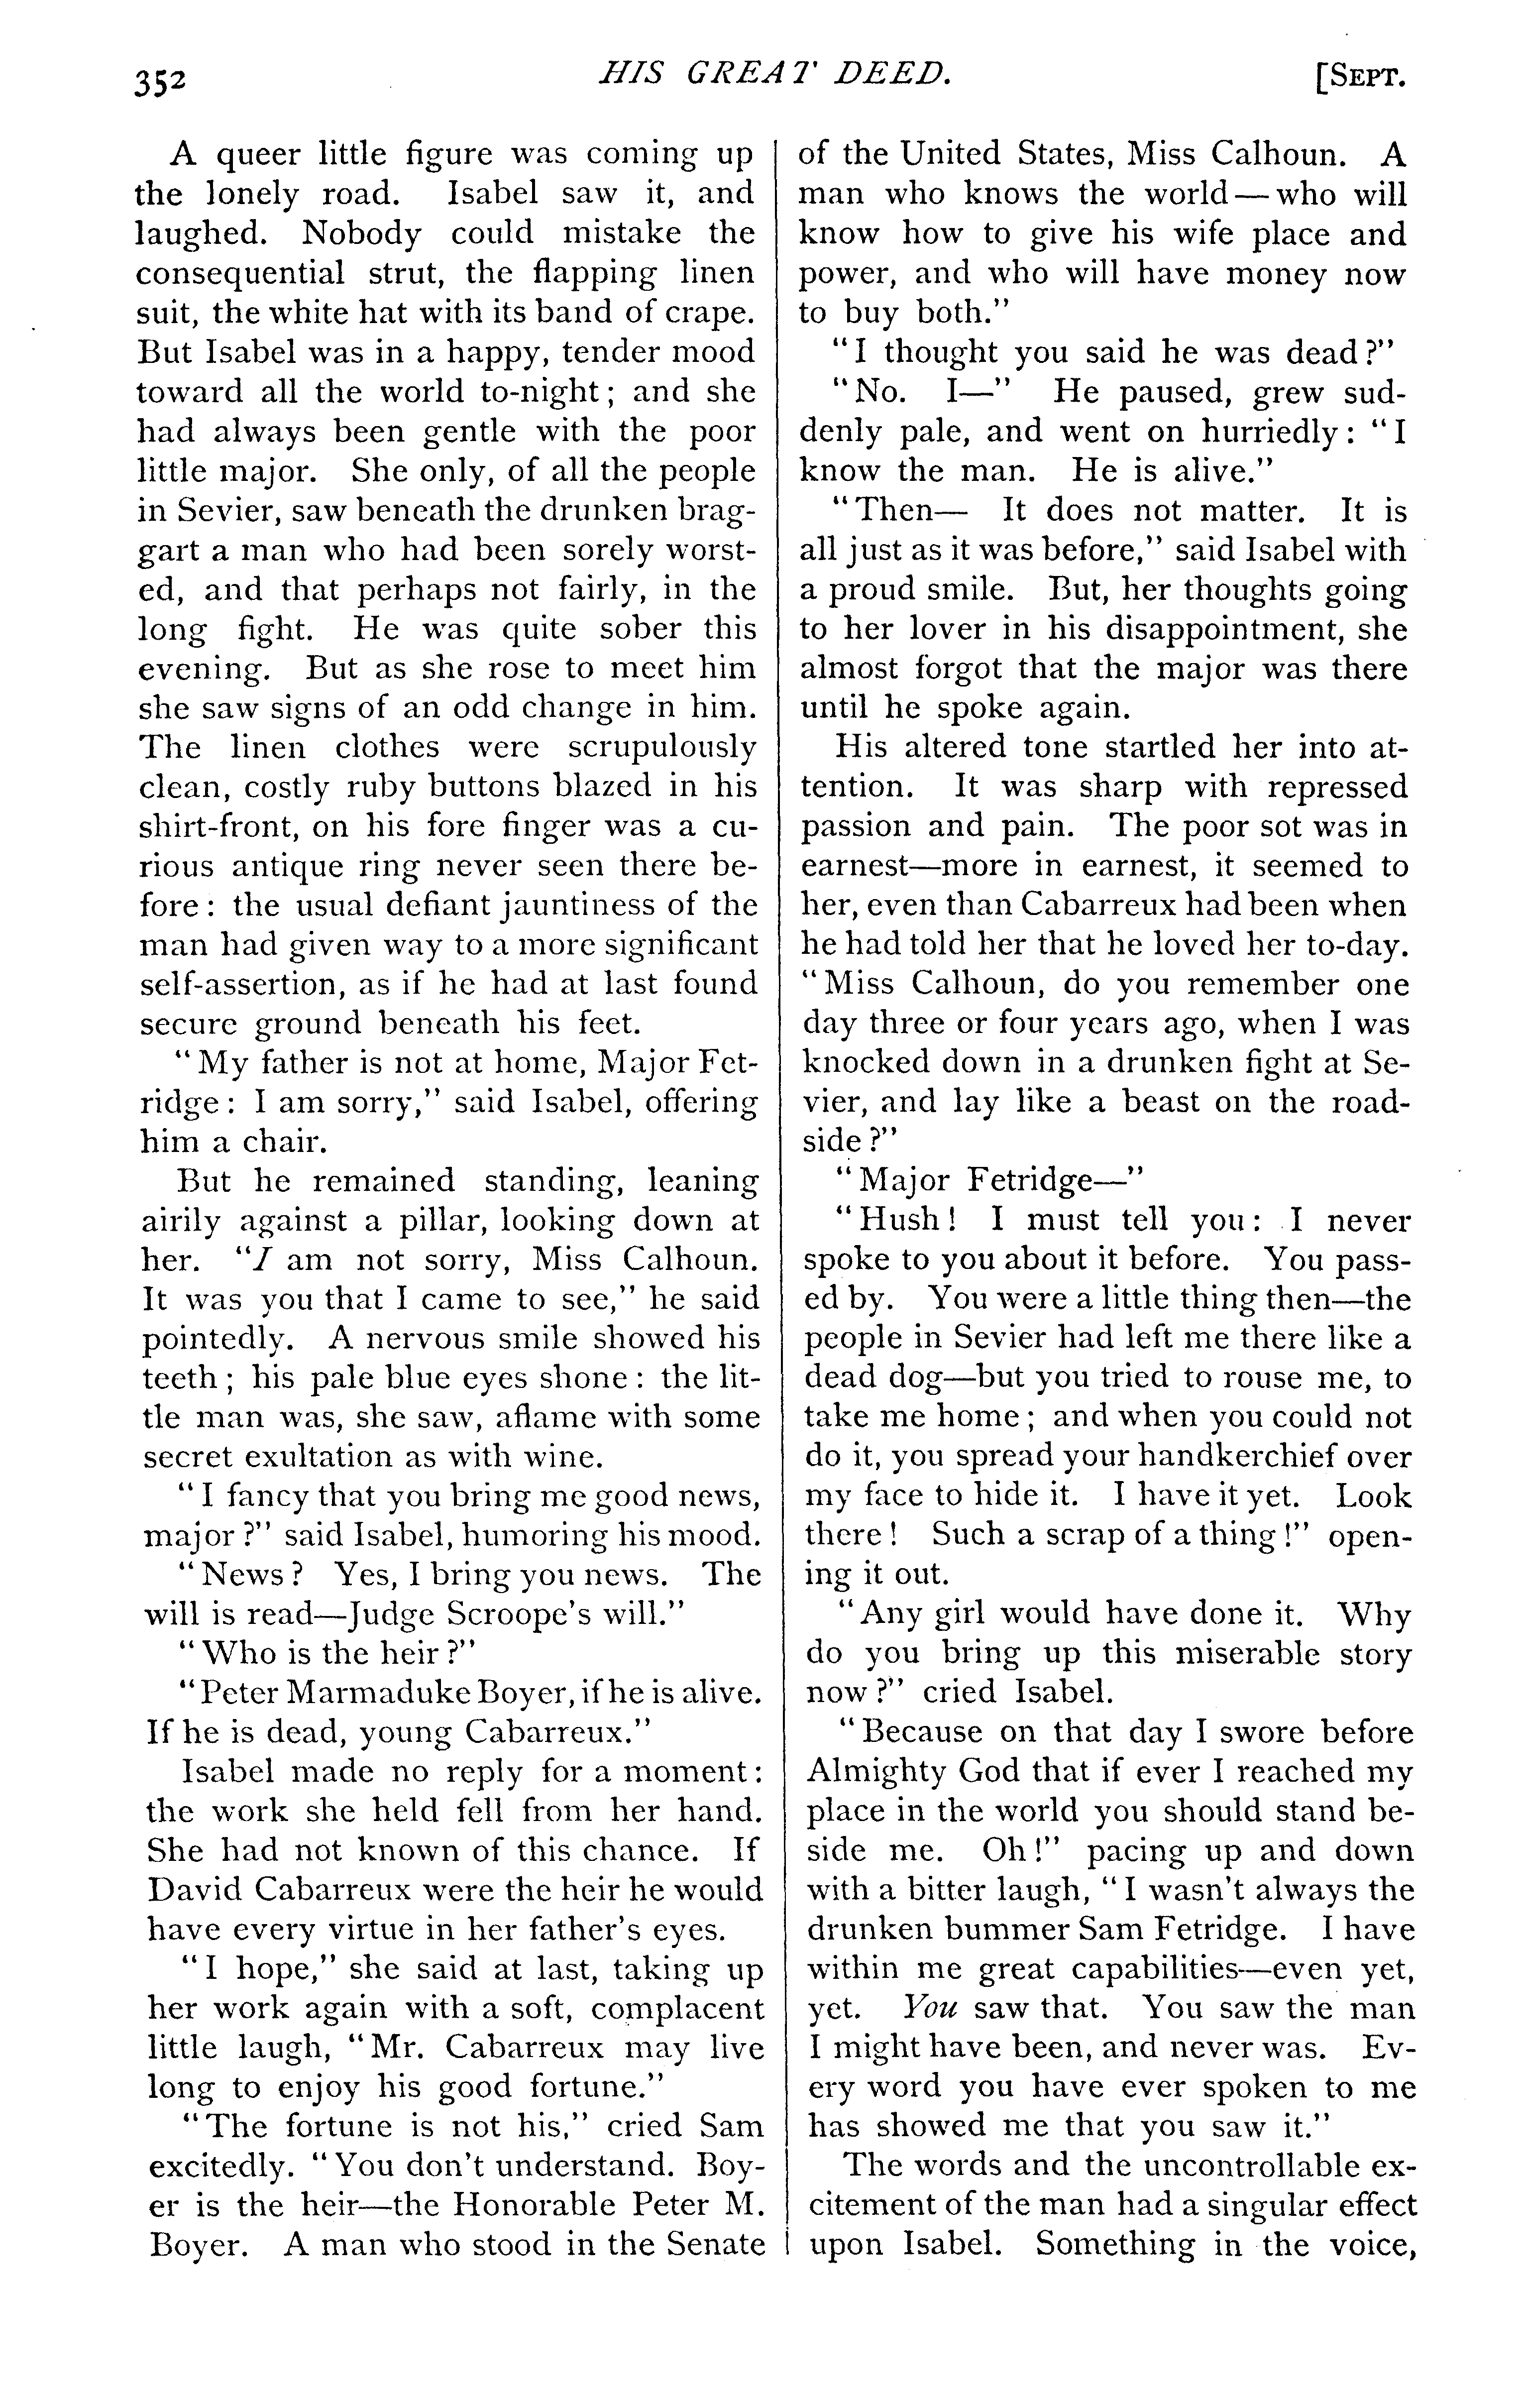 352
HIS GREAT DEED.
[SEPT.
A queer little figure was coming up
the lonely road. Isabel saw it, and
laughed. Nobody could mistake the
consequential strut, the flapping linen
suit, the white hat with its band of crape.
But Isabel was in a happy, tender mood
toward all the world to-night; and she
had always been gentle with the poor
little major. She only, of all the people
in Sevier, saw beneath the drunken brag-
gart a man who had been sorely worst-
ed, and that perhaps not fairly, in the
long fight. He was quite sober this
evening. But as she rose to meet him
she saw signs of an odd change in him.
The linen clothes were scrupulously
clean, costly ruby buttons blazed in his
shirt-front, on his fore finger was a cu-
rious antique ring never seen there be-
fore: the usual defiant jauntiness of the
man had given way to a more significant
self-assertion, as if he had at last found
secure ground beneath his feet.
"My father is not at home, Major Fet-
ridge: I am sorry," said Isabel, offering
him a chair.
But he remained standing, leaning
airily against a pillar, looking down at
her. "I am not sorry, Miss Calhoun.
It was you that I came to see," he said
pointedly. A nervous smile showed his
teeth; his pale blue eyes shone: the lit-
tle man was, she saw, aflame with some
secret exultation as with wine.
"I fancy that you bring me good news,
major?" said Isabel, humoring his mood.
"News? Yes, I bring you news. The
will is read—Judge Scroope's will."
"Who is the heir?"
"Peter Marmaduke Boyer, if he is alive.
If he is dead, young Cabarreux."
Isabel made no reply for a moment:
the work she held fell from her hand.
She had not known of this chance. If
David Cabarreux were the heir he would
have every virtue in her father's eyes.
"I hope," she said at last, taking up
her work again with a soft, complacent
little laugh, "Mr. Cabarreux may live
long to enjoy his good fortune."
"The fortune is not his," cried Sam
excitedly. "You don't understand. Boy-
er is the heir—the Honorable Peter M.
Boyer. A man who stood in the Senate
of the United States, Miss Calhoun. A
man who knows the world—who will
know how to give his wife place and
power, and who will have money now
to buy both."
"I thought you said he was dead?"
"No. I—" He paused, grew sud-
denly pale, and went on hurriedly: "I
know the man. He is alive."
"Then— It does not matter. It is
all just as it was before," said Isabel with
a proud smile. But, her thoughts going
to her lover in his disappointment, she
almost forgot that the major was there
until he spoke again.
His altered tone startled her into at-
tention. It was sharp with repressed
passion and pain. The poor sot was in
earnest—more in earnest, it seemed to
her, even than Cabarreux had been when
he had told her that he loved her to-day.
"Miss Calhoun, do you remember one
day three or four years ago, when I was
knocked down in a drunken fight at Se-
vier, and lay like a beast on the road-
side?"
"Major Fetridge—"
"Hush! I must tell you: I never
spoke to you about it before. You pass-
ed by. You were a little thing then—the
people in Sevier had left me there like a
dead dog—but you tried to rouse me, to
take me home; and when you could not
do it, you spread your handkerchief over
my face to hide it. I have it yet. Look
there! Such a scrap of a thing!" open-
ing it out.
"Any girl would have done it. Why
do you bring up this miserable story
now?" cried Isabel.
"Because on that day I swore before
Almighty God that if ever I reached my
place in the world you should stand be-
side me. Oh!" pacing up and down
with a bitter laugh, "I wasn't always the
drunken bummer Sam Fetridge. I have
within me great capabilities—even yet,
yet. You saw that. You saw the man
I might have been, and never was. Ev-
ery word you have ever spoken to me
has showed me that you saw it."
The words and the uncontrollable ex-
citement of the man had a singular effect
upon Isabel. Something in the voice,